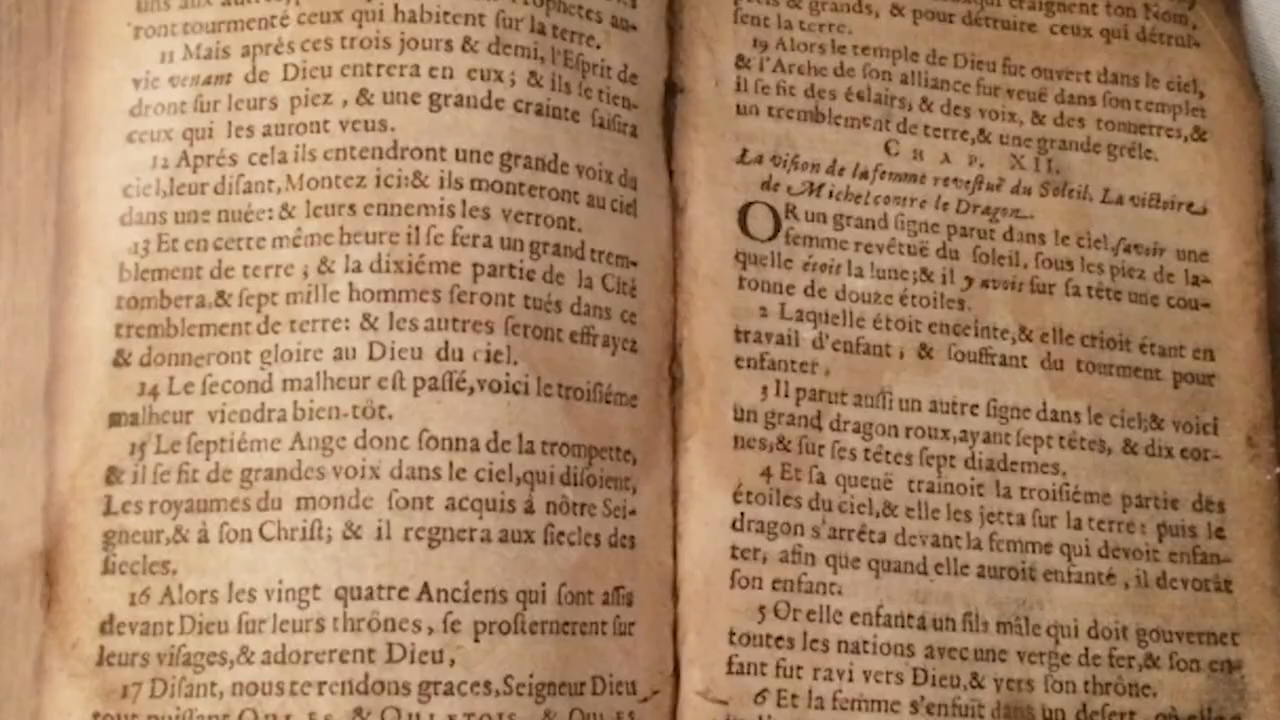 ront tourmenté ceux qui habitent ſur la terre.
11 Mais aprés ces trois jours & demi, l'Eſprit de
vie venant de Dieu entrera en eux; & ils ſe tien-
dront ſur leurs piez, & une grande crainte ſaiſira
ceux qui les auront veus.
12 Aprés cela ils entendront une grande voix du
ciel, leur diſant, Montez ici: & ils monteront au ciel
dans une nuée: & leurs ennemis les verront.
13 Et en cette même heure il ſe fera un grand trem-
blement de terre; & la dixiéme partie de la Cité
tombera, & ſept mille hommes ſeront tués dans ce
tremblement de terre: & les autres ſeront effrayez
& donneront gloire au Dieu du ciel.
14 Le ſecond malheur eſt paſſé, voici le troiſiéme
malheur viendra bien-tôt.
15 Le ſeptiéme Ange donc ſonna de la trompette,
& il ſe fit de grandes voix dans le ciel, qui diſoient,
Les royaumes du monde ſont acquis à nôtre Sei-
gneur, & à ſon Chriſt; & il regnera aux ſiecles des
ſiecles.
16 Alors les vingt quatre Anciens qui ſont aſſis
devant Dieu ſur leurs thrônes, ſe proſternerent ſur
leurs viſages, & adorerent Dieu,
17 Diſant, nous te rendons graces, Seigneur Dieu
& grands, & pour détruire ceux qui détrui-
ſent la terre.
19 Alors le temple de Dieu fut ouvert dans le ciel,
& l'Arche de ſon alliance fut veuë dans ſon temple:
il ſe fit des éclairs, & des voix, & des tonnerres, &
un tremblement de terre, & une grande grêle.
CHAP. XII.
La viſion de la femme reveſtuë du Soleil. La victoire
de Michel contre le Dragon.
OR un grand ſigne parut dans le ciel, ſavoir une
femme revêtuë du ſoleil, ſous les piez de la-
quelle étoit la lune; & il y avoit ſur ſa tête une cou-
ronne de douze étoiles.
2 Laquelle étoit enceinte, & elle crioit étant en
travail d'enfant, & ſouffrant du tourment pour
enfanter,
3 Il parut auſſi un autre ſigne dans le ciel; & voici
un grand dragon roux, ayant ſept têtes, & dix cor-
nes, & ſur ſes têtes ſept diademes.
4 Et ſa queuë traînoit la troiſiéme partie des
étoiles du ciel, & elle les jetta ſur la terre: puis le
dragon s'arrêta devant la femme qui devoit enfan-
ter, afin que quand elle auroit enfanté, il devorât
ſon enfant.
5 Or elle enfanta un fils mâle qui doit gouverner
toutes les nations avec une verge de fer, & ſon en-
fant fut ravi vers Dieu, & vers ſon thrône.
6 Et la femme s'enfuit dans un deſert, où elle